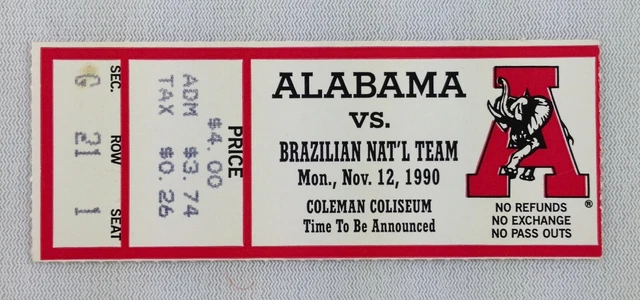 ALABAMA
VS.
BRAZILIAN NAT'L TEAM
Mon., Nov. 12, 1990
COLEMAN COLISEUM
Time To Be Announced
A
®
NO REFUNDS
NO EXCHANGE
NO PASS OUTS
PRICE
$4.00
ADM $3.74
TAX $0.26
SEC. ROW SEAT
G 21 1